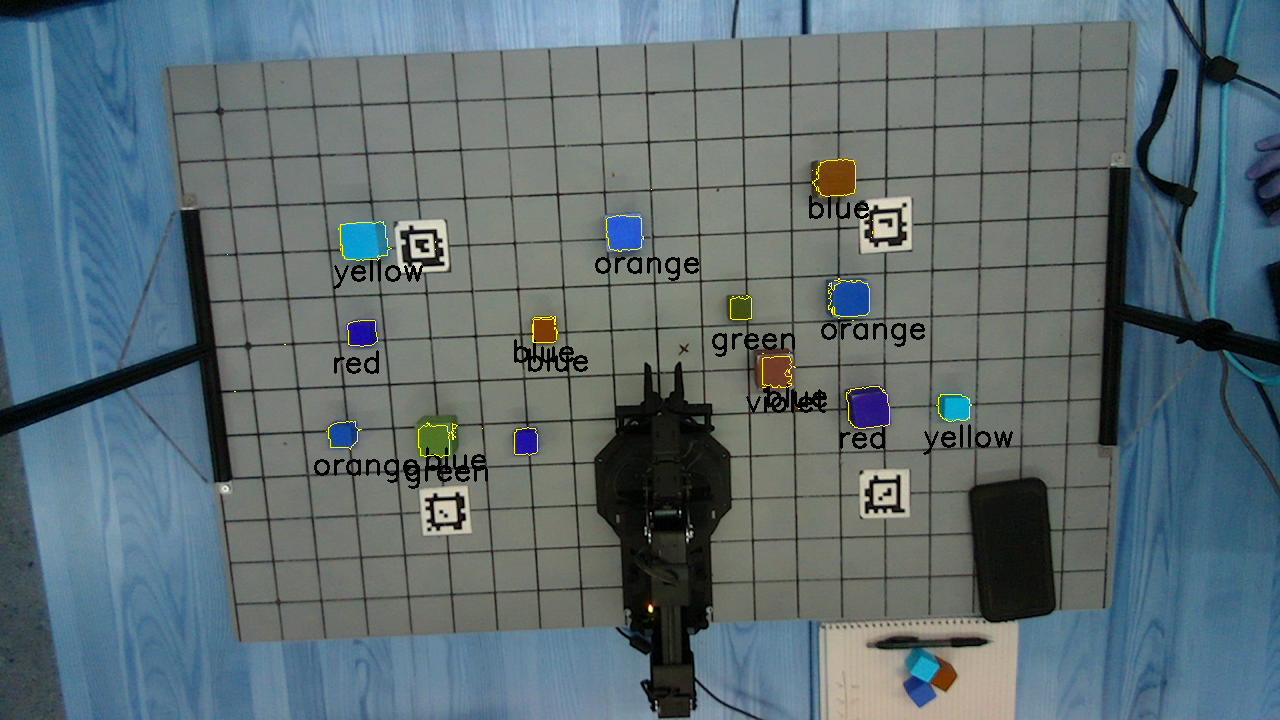 blue
yellow
orange
green
orange
red
blue
blue
violet
blue
red
yellow
orange
blue
green